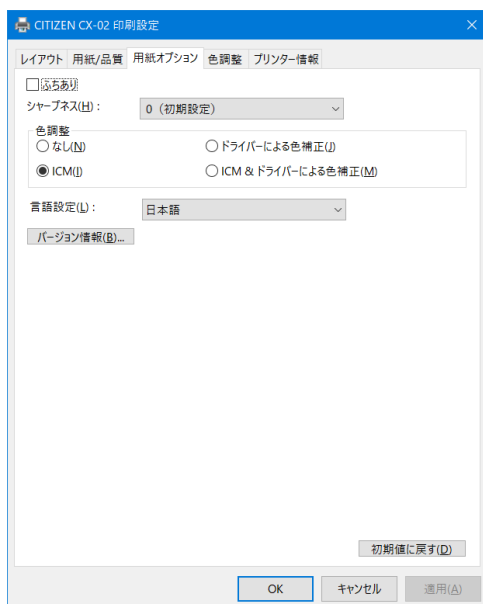 CITIZEN CX-02 印刷設定
レイアウト 用紙/品質 用紙オプション 色調整 プリンター情報
ふちあり
シャープネス(H): 0 (初期設定)
色調整
なし(N) ドライバーによる色補正(J)
ICM(I) ICM & ドライバーによる色補正(M)
言語設定(L): 日本語
バージョン情報(B)...
初期値に戻す(D)
OK キャンセル 適用(A)